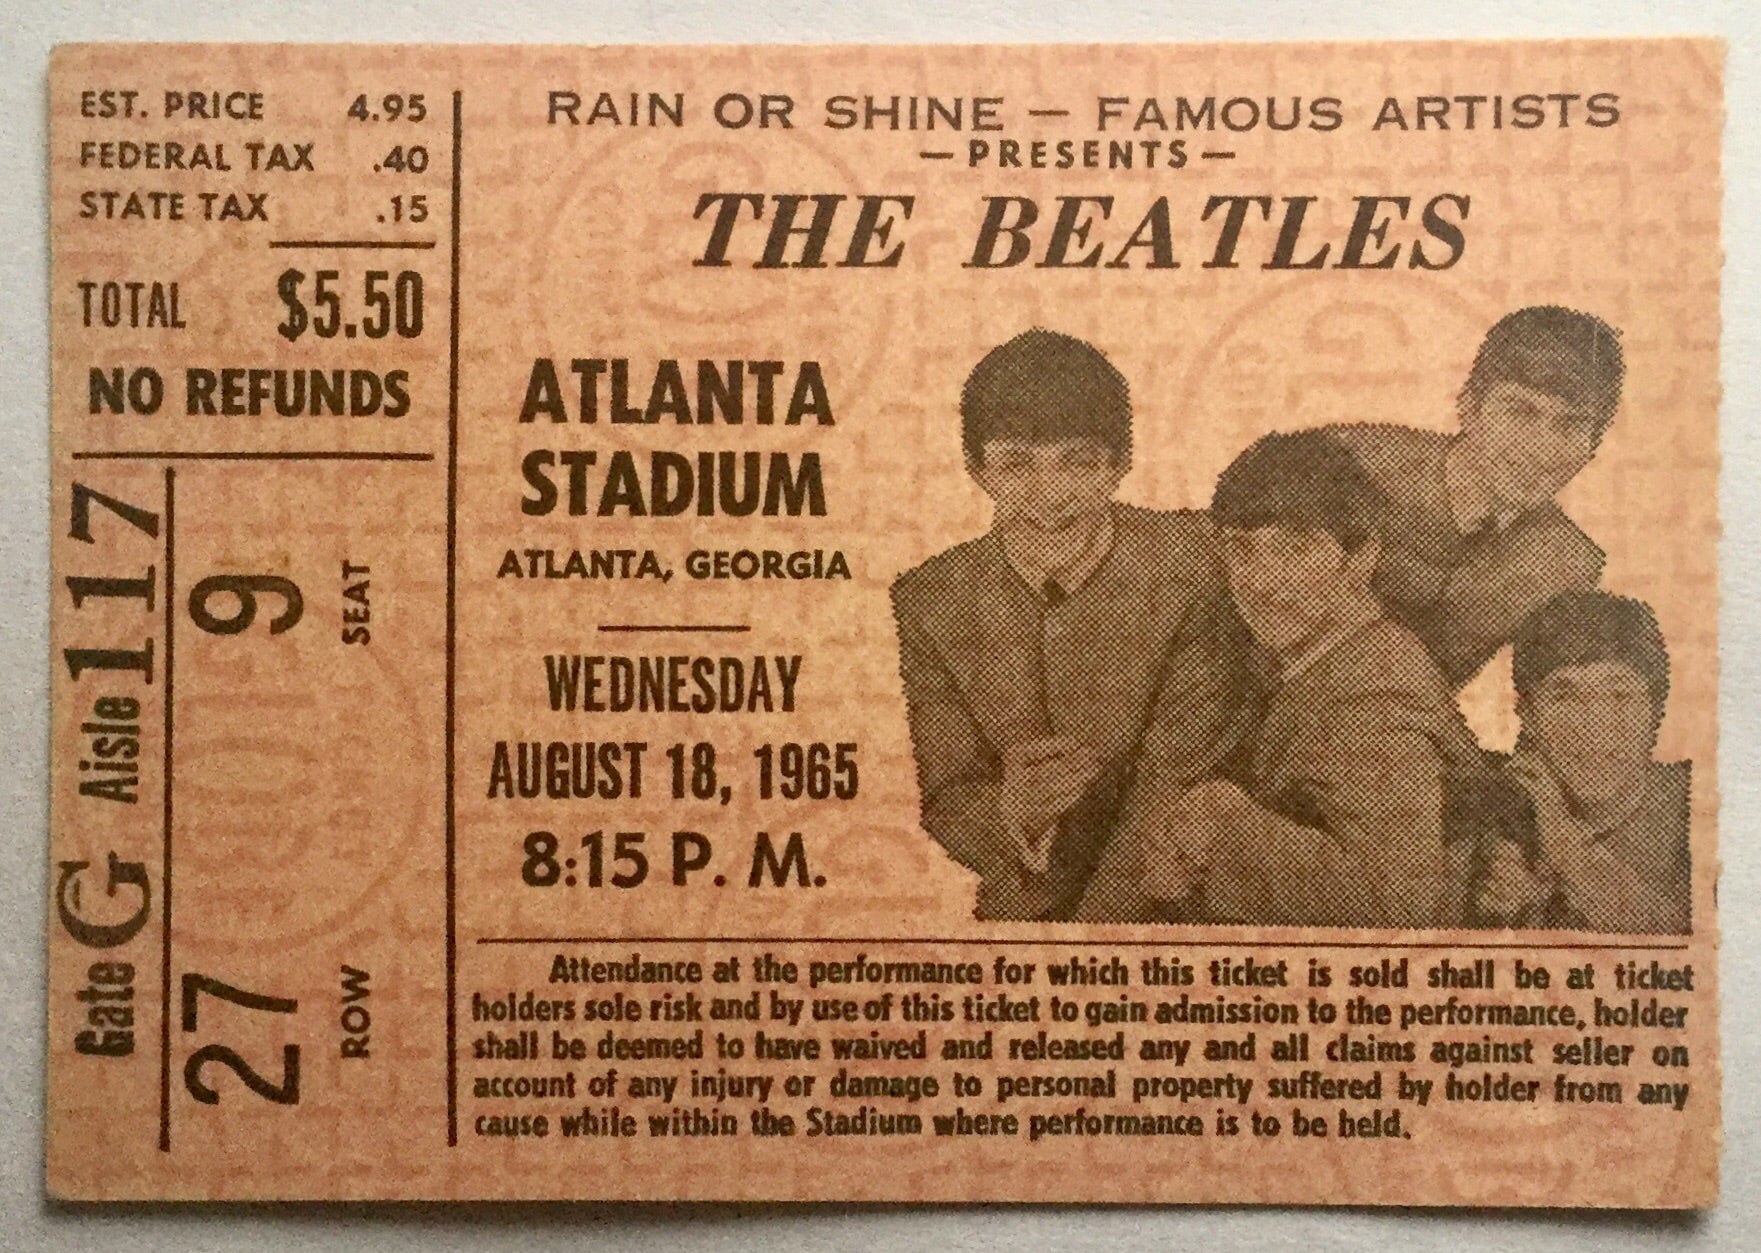 EST. PRICE 4.95
FEDERAL TAX .40
STATE TAX .15
TOTAL $5.50
NO REFUNDS
Gate G Aisle 117
27 9
ROW SEAT
RAIN OR SHINE — FAMOUS ARTISTS
— PRESENTS —
THE BEATLES
ATLANTA
STADIUM
ATLANTA, GEORGIA
WEDNESDAY
AUGUST 18, 1965
8:15 P. M.
Attendance at the performance for which this ticket is sold shall be at ticket
holders sole risk and by use of this ticket to gain admission to the performance, holder
shall be deemed to have waived and released any and all claims against seller on
account of any injury or damage to personal property suffered by holder from any
cause while within the Stadium where performance is to be held.